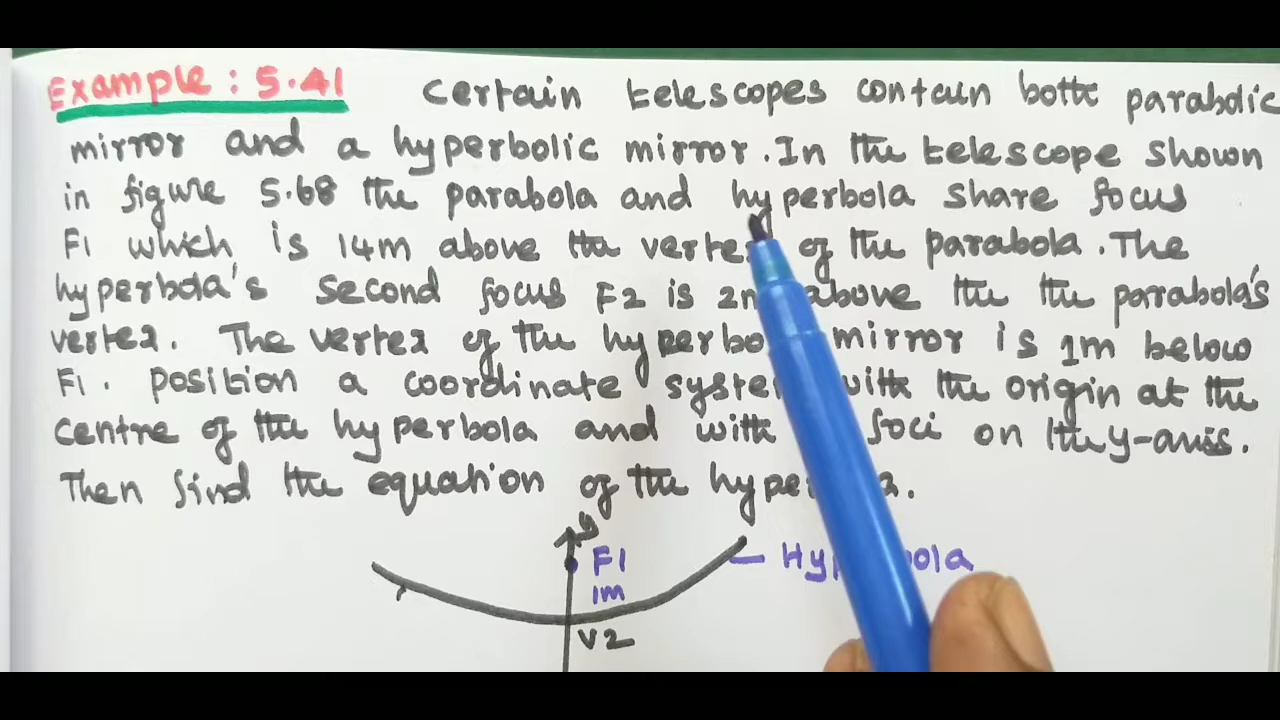 Example: 5.41 Certain telescopes contain both parabolic
mirror and a hyperbolic mirror. In the telescope shown
in figure 5.68 the parabola and hyperbola share focus
F1 which is 14m above the of the parabola. The
hyperbola's second focus F2 is above the the parabola's
vertex. The vertex of the mirror is 1m below
F1. position a coordinate with the origin at the
centre of the hyperbola and with foci on the y-axis.
Then find the equation of the
y
F1
1m
V2